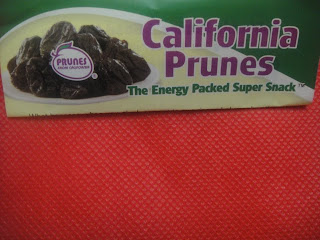 California
Prunes
The Energy Packed Super Snack™
PRUNES